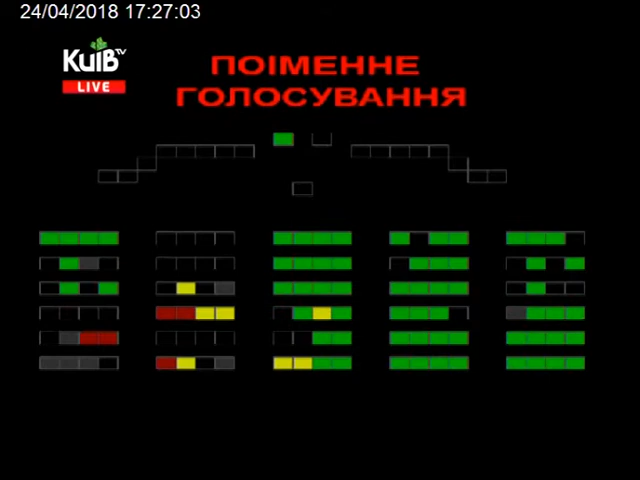 24/04/2018 17:27:03
КиїВ TV
LIVE
ПОІМЕННЕ
ГОЛОСУВАННЯ